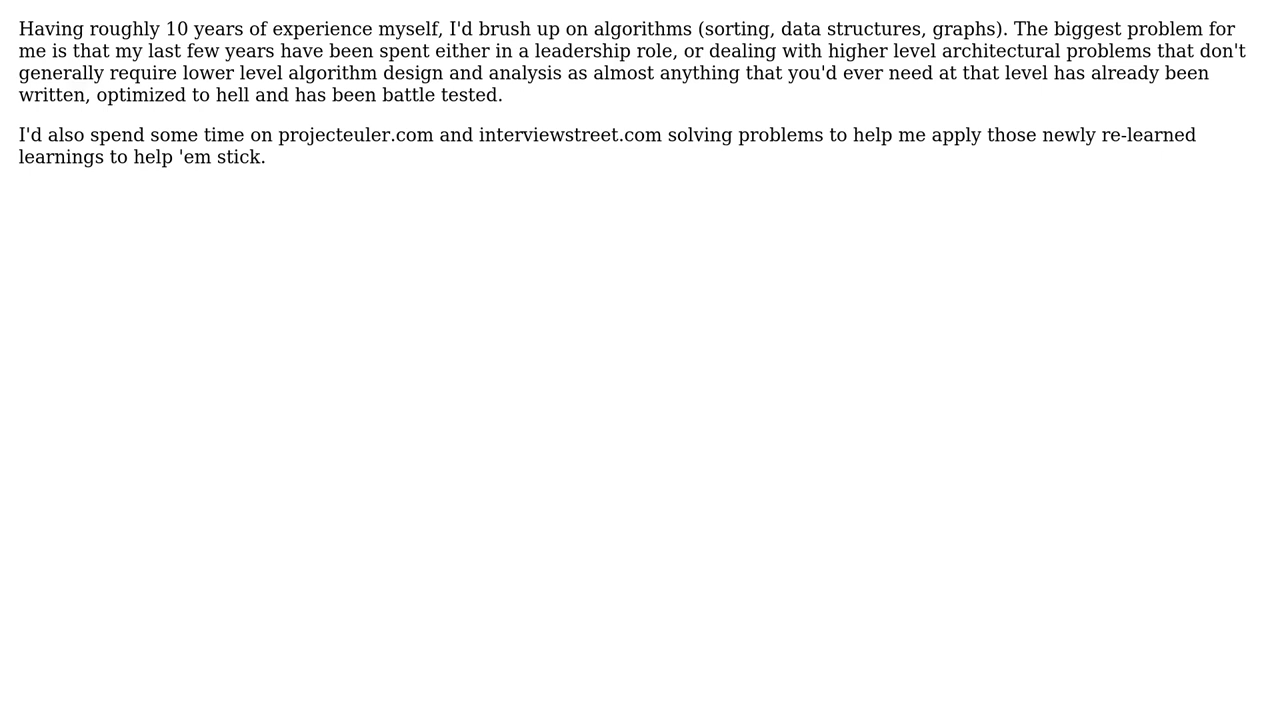 Having roughly 10 years of experience myself, I'd brush up on algorithms (sorting, data structures, graphs). The biggest problem for
me is that my last few years have been spent either in a leadership role, or dealing with higher level architectural problems that don't
generally require lower level algorithm design and analysis as almost anything that you'd ever need at that level has already been
written, optimized to hell and has been battle tested.
I'd also spend some time on projecteuler.com and interviewstreet.com solving problems to help me apply those newly re-learned
learnings to help 'em stick.